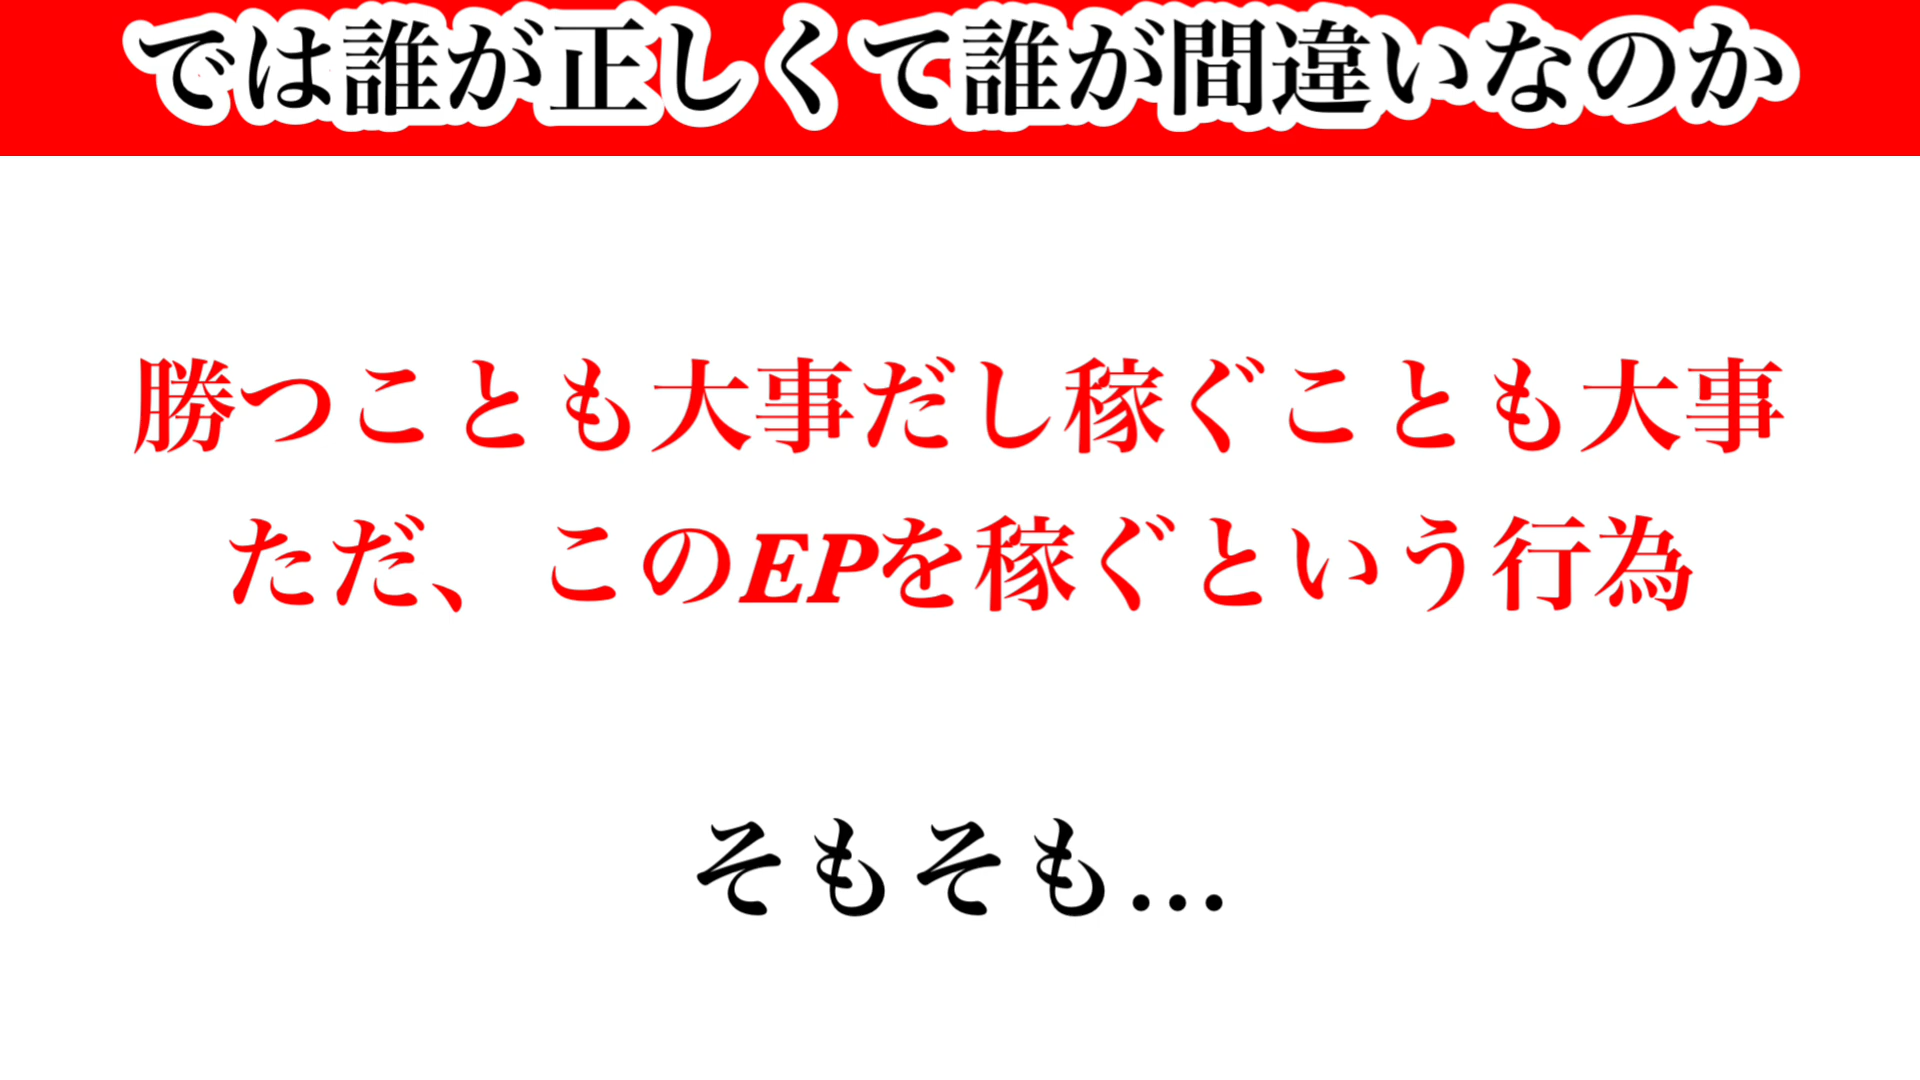 では誰が正しくて誰が間違いなのか
勝つことも大事だし稼ぐことも大事
ただ、このEPを稼ぐという行為
そもそも...